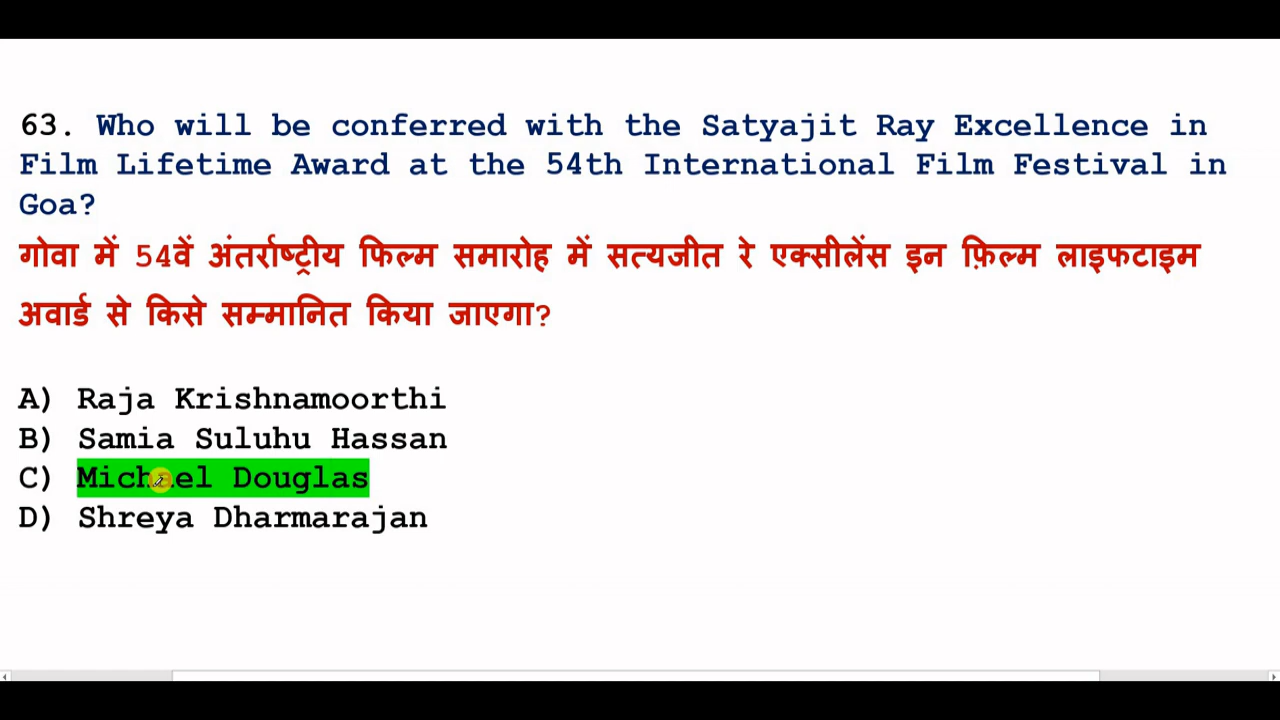 63. Who will be conferred with the Satyajit Ray Excellence in
Film Lifetime Award at the 54th International Film Festival in
Goa?
गोवा में 54वें अंतर्राष्ट्रीय फिल्म समारोह में सत्यजीत रे एक्सीलेंस इन फ़िल्म लाइफटाइम
अवार्ड से किसे सम्मानित किया जाएगा?
A) Raja Krishnamoorthi
B) Samia Suluhu Hassan
C) Michael Douglas
D) Shreya Dharmarajan